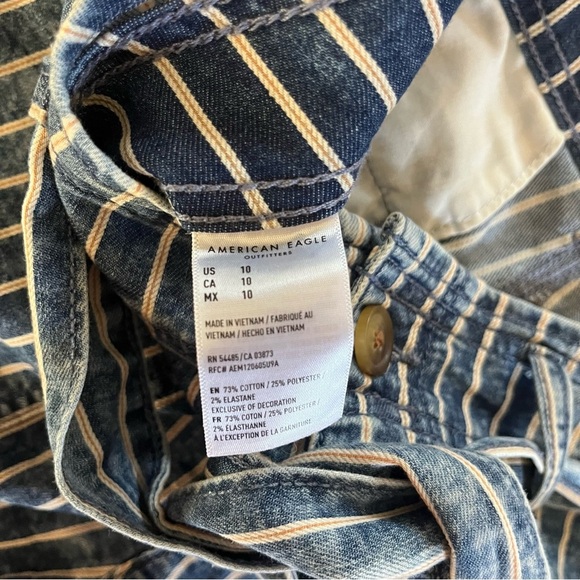 AMERICAN EAGLE
OUTFITTERS
US 10
CA 10
MX 10
MADE IN VIETNAM / FABRIQUÉ AU
VIETNAM / HECHO EN VIETNAM
RN 54485/CA 03873
RFC# AEM120605U9A
EN 73% COTTON / 25% POLYESTER /
2% ELASTANE
EXCLUSIVE OF DECORATION
FR 73% COTON / 25% POLYESTER /
2% ÉLASTHANNE
À L'EXCEPTION DE LA GARNITURE